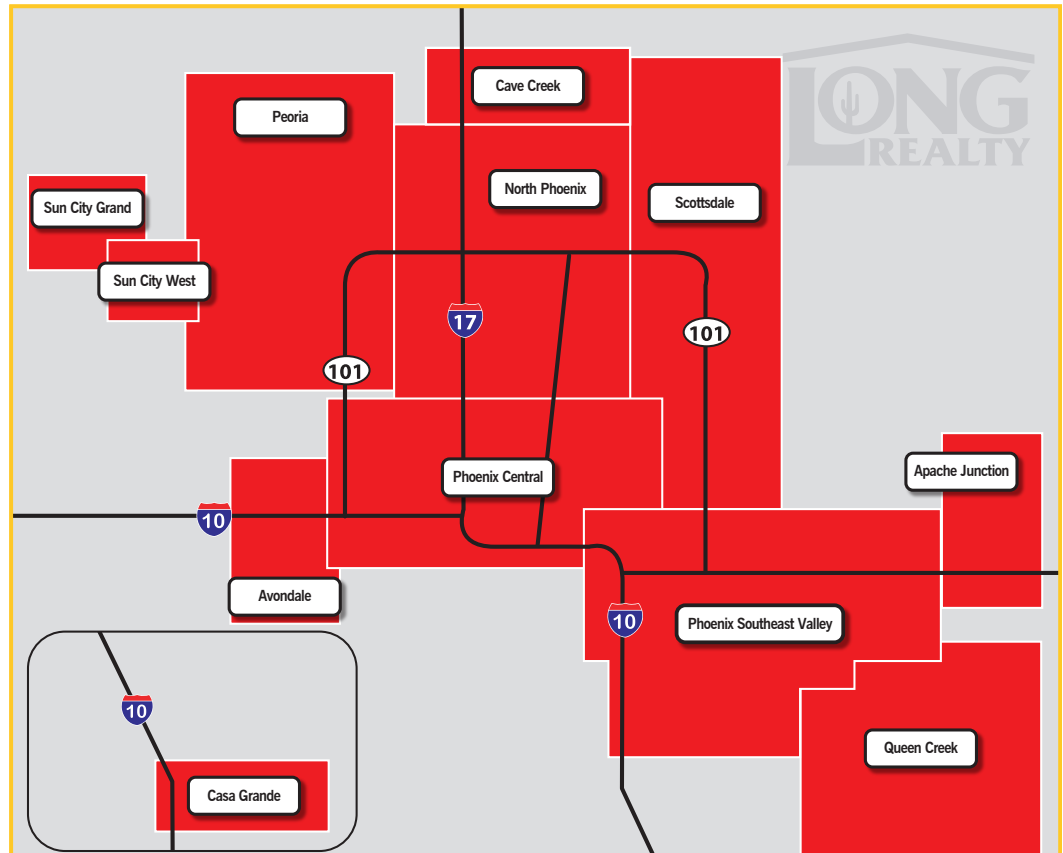 LONG
REALTY
Cave Creek
Peoria
North Phoenix
Scottsdale
Sun City Grand
Sun City West
17
101
101
Phoenix Central
Apache Junction
10
Avondale
10
Phoenix Southeast Valley
10
Queen Creek
Casa Grande